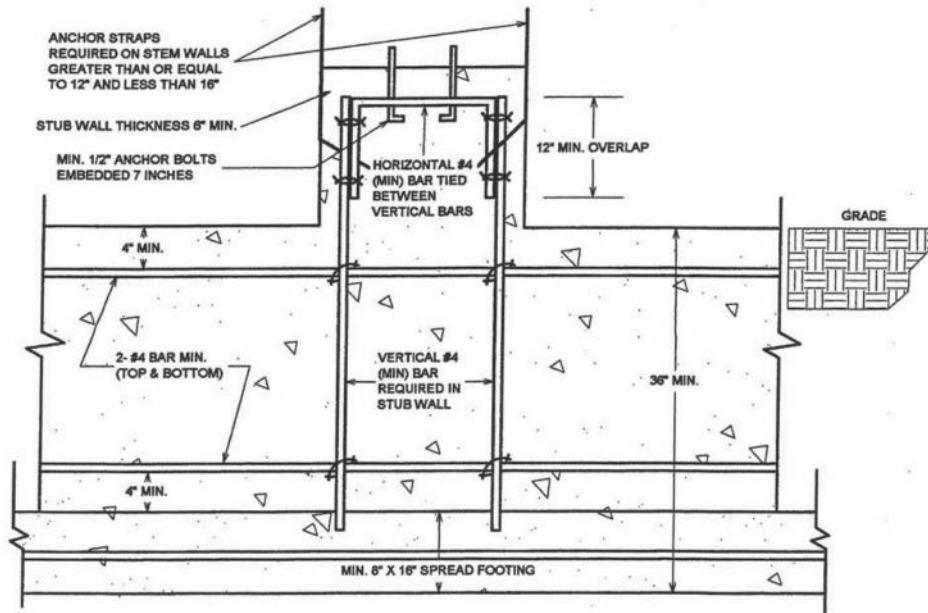 ANCHOR STRAPS
REQUIRED ON STEM WALLS
GREATER THAN OR EQUAL
TO 12" AND LESS THAN 16"
STUB WALL THICKNESS 6" MIN.
MIN. 1/2" ANCHOR BOLTS
EMBEDDED 7 INCHES
HORIZONTAL #4
(MIN) BAR TIED
BETWEEN
VERTICAL BARS
12" MIN. OVERLAP
GRADE
4" MIN.
2- #4 BAR MIN.
(TOP & BOTTOM)
VERTICAL #4
(MIN) BAR
REQUIRED IN
STUB WALL
36" MIN.
4" MIN.
MIN. 8" X 16" SPREAD FOOTING